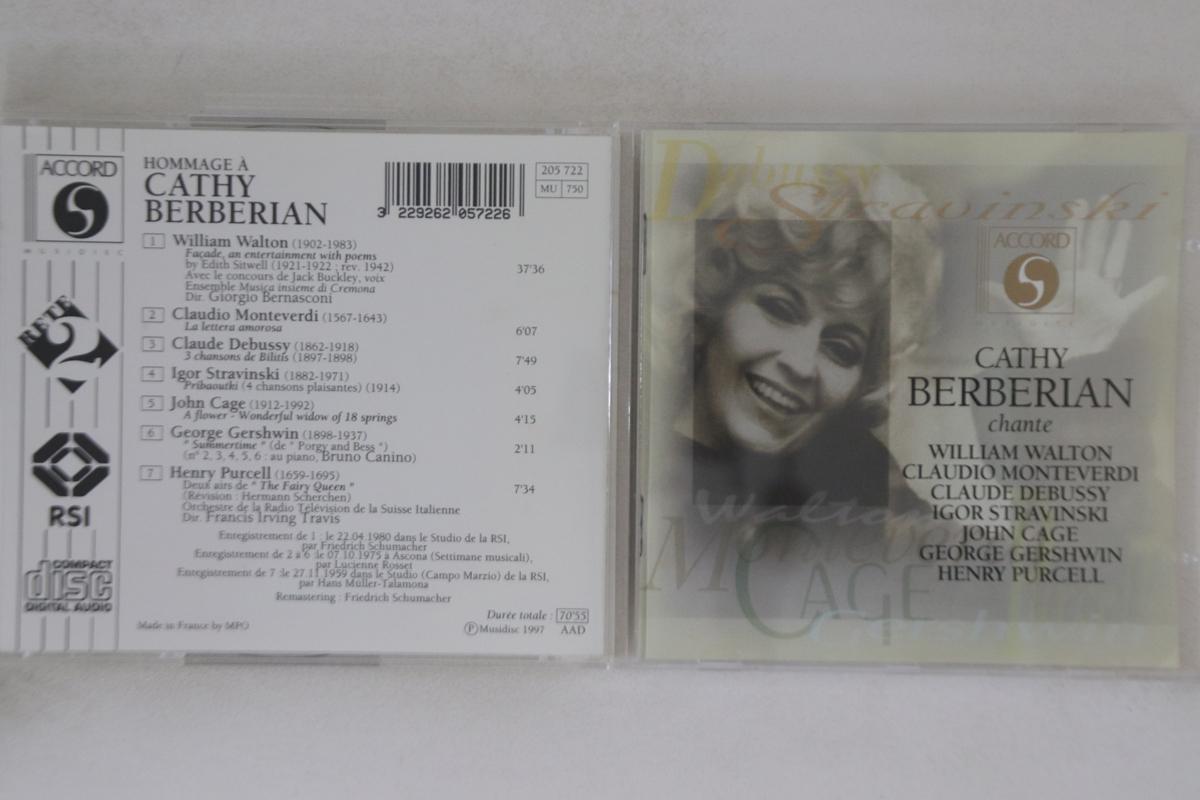 ACCORD
MUSIDISC
RETE
2
RSI
COMPACT
disc
DIGITAL AUDIO
HOMMAGE À
CATHY
BERBERIAN
3 229262 057226
205 722
MU 750
1 William Walton (1902-1983)
Façade, an entertainment with poems
by Edith Sitwell (1921-1922 ; rev. 1942) 37'36
Avec le concours de Jack Buckley, voix
Ensemble Musica insieme di Cremona
Dir. Giorgio Bernasconi
2 Claudio Monteverdi (1567-1643)
La lettera amorosa 6'07
3 Claude Debussy (1862-1918)
3 chansons de Bilitis (1897-1898) 7'49
4 Igor Stravinski (1882-1971)
Pribaoutki (4 chansons plaisantes) (1914) 4'05
5 John Cage (1912-1992)
A flower - Wonderful widow of 18 springs 4'15
6 George Gershwin (1898-1937)
" Summertime " (de " Porgy and Bess ") 2'11
(n° 2, 3, 4, 5, 6 : au piano, Bruno Canino)
7 Henry Purcell (1659-1695)
Deux airs de " The Fairy Queen " 7'34
(Révision : Hermann Scherchen)
Orchestre de la Radio Télévision de la Suisse Italienne
Dir. Francis Irving Travis
Enregistrement de 1 : le 22.04 1980 dans le Studio de la RSI,
par Friedrich Schumacher
Enregistrement de 2 à 6 :le 07.10.1975 à Ascona (Settimane musicali),
par Lucienne Rosset
Enregistrement de 7 :le 27.11 1959 dans le Studio (Campo Marzio) de la RSI,
par Hans Müller-Talamona
Remastering : Friedrich Schumacher
Durée totale : 70'55
Made in France by MPO
Ⓟ Musidisc 1997 AAD
Debussy
Stravinski
ACCORD
CATHY
BERBERIAN
chante
WILLIAM WALTON
CLAUDIO MONTEVERDI
CLAUDE DEBUSSY
IGOR STRAVINSKI
JOHN CAGE
GEORGE GERSHWIN
HENRY PURCELL
Walton
CAGE